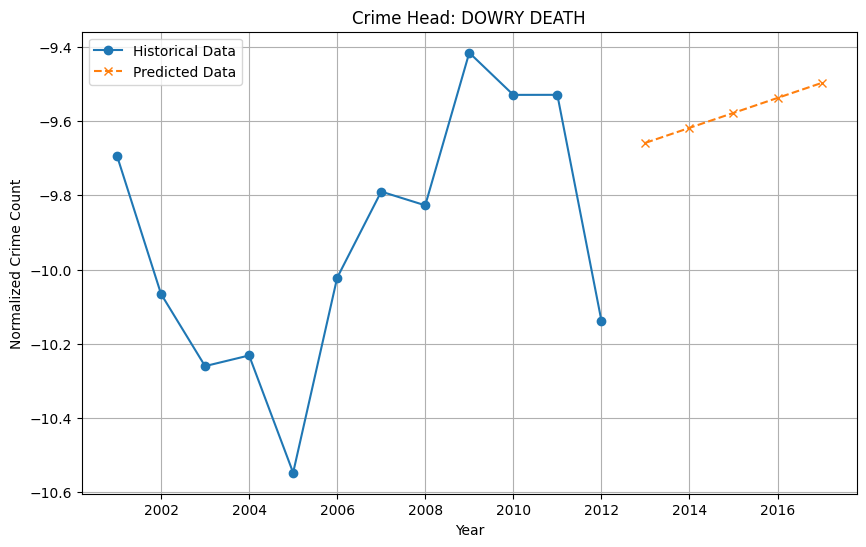 Crime Head: DOWRY DEATH
Historical Data
Predicted Data
Normalized Crime Count
−9.4
−9.6
−9.8
−10.0
−10.2
−10.4
−10.6
2002 2004 2006 2008 2010 2012 2014 2016
Year